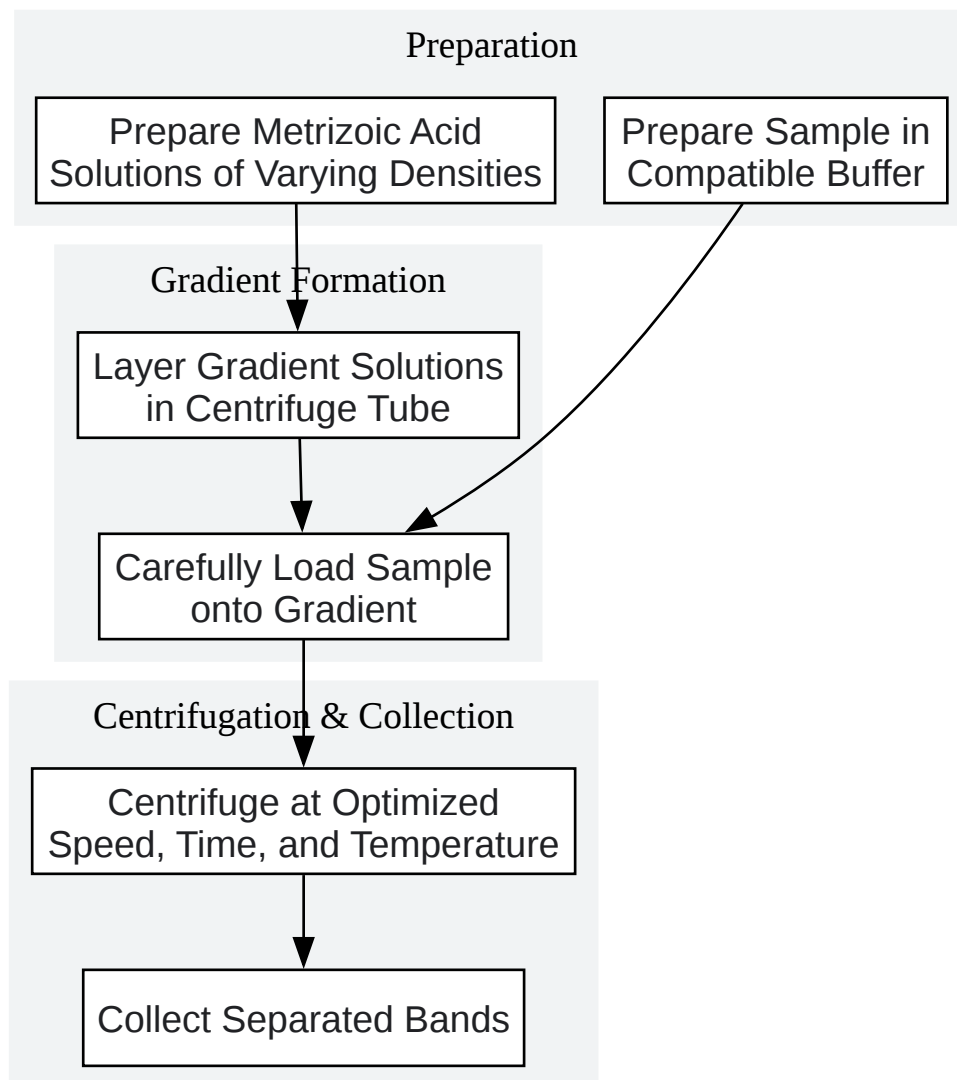 Preparation
Prepare Metrizoic Acid
Solutions of Varying Densities
Prepare Sample in
Compatible Buffer
Gradient Formation
Layer Gradient Solutions
in Centrifuge Tube
Carefully Load Sample
onto Gradient
Centrifugation & Collection
Centrifuge at Optimized
Speed, Time, and Temperature
Collect Separated Bands